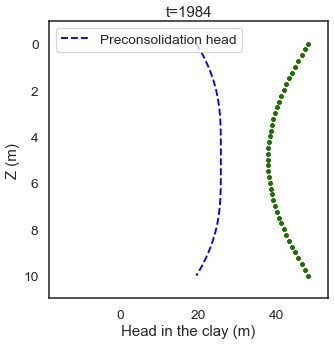 t=1984
Preconsolidation head
0
2
4
6
8
10
Z (m)
0 20 40
Head in the clay (m)